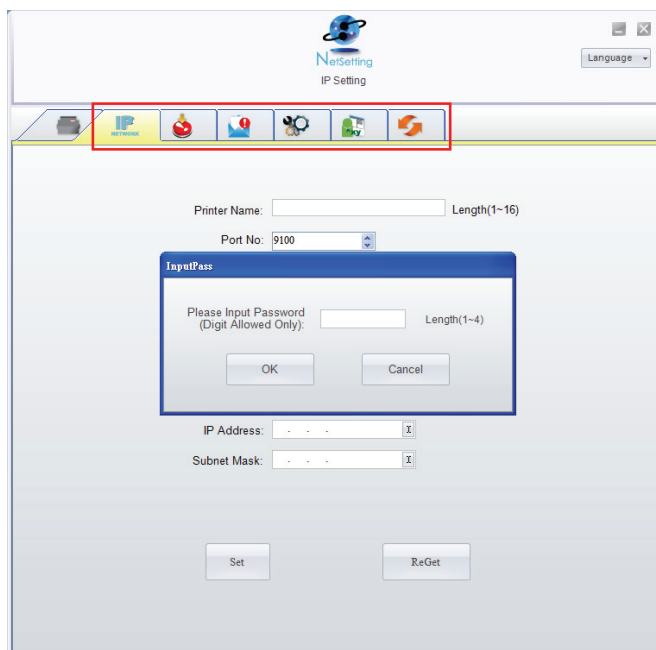 NetSetting
IP Setting
Language
IP
NETWORK
Printer Name:
Length(1~16)
Port No: 9100
InputPass
Please Input Password
(Digit Allowed Only):
Length(1~4)
OK
Cancel
IP Address:
Subnet Mask:
Set
ReGet